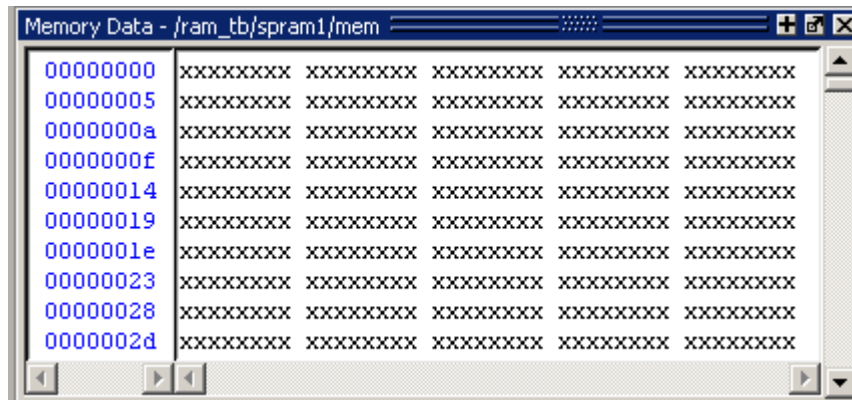 Memory Data - /ram_tb/spram1/mem
00000000 xxxxxxxx xxxxxxxx xxxxxxxx xxxxxxxx xxxxxxxx
00000005 xxxxxxxx xxxxxxxx xxxxxxxx xxxxxxxx xxxxxxxx
0000000a xxxxxxxx xxxxxxxx xxxxxxxx xxxxxxxx xxxxxxxx
0000000f xxxxxxxx xxxxxxxx xxxxxxxx xxxxxxxx xxxxxxxx
00000014 xxxxxxxx xxxxxxxx xxxxxxxx xxxxxxxx xxxxxxxx
00000019 xxxxxxxx xxxxxxxx xxxxxxxx xxxxxxxx xxxxxxxx
0000001e xxxxxxxx xxxxxxxx xxxxxxxx xxxxxxxx xxxxxxxx
00000023 xxxxxxxx xxxxxxxx xxxxxxxx xxxxxxxx xxxxxxxx
00000028 xxxxxxxx xxxxxxxx xxxxxxxx xxxxxxxx xxxxxxxx
0000002d xxxxxxxx xxxxxxxx xxxxxxxx xxxxxxxx xxxxxxxx